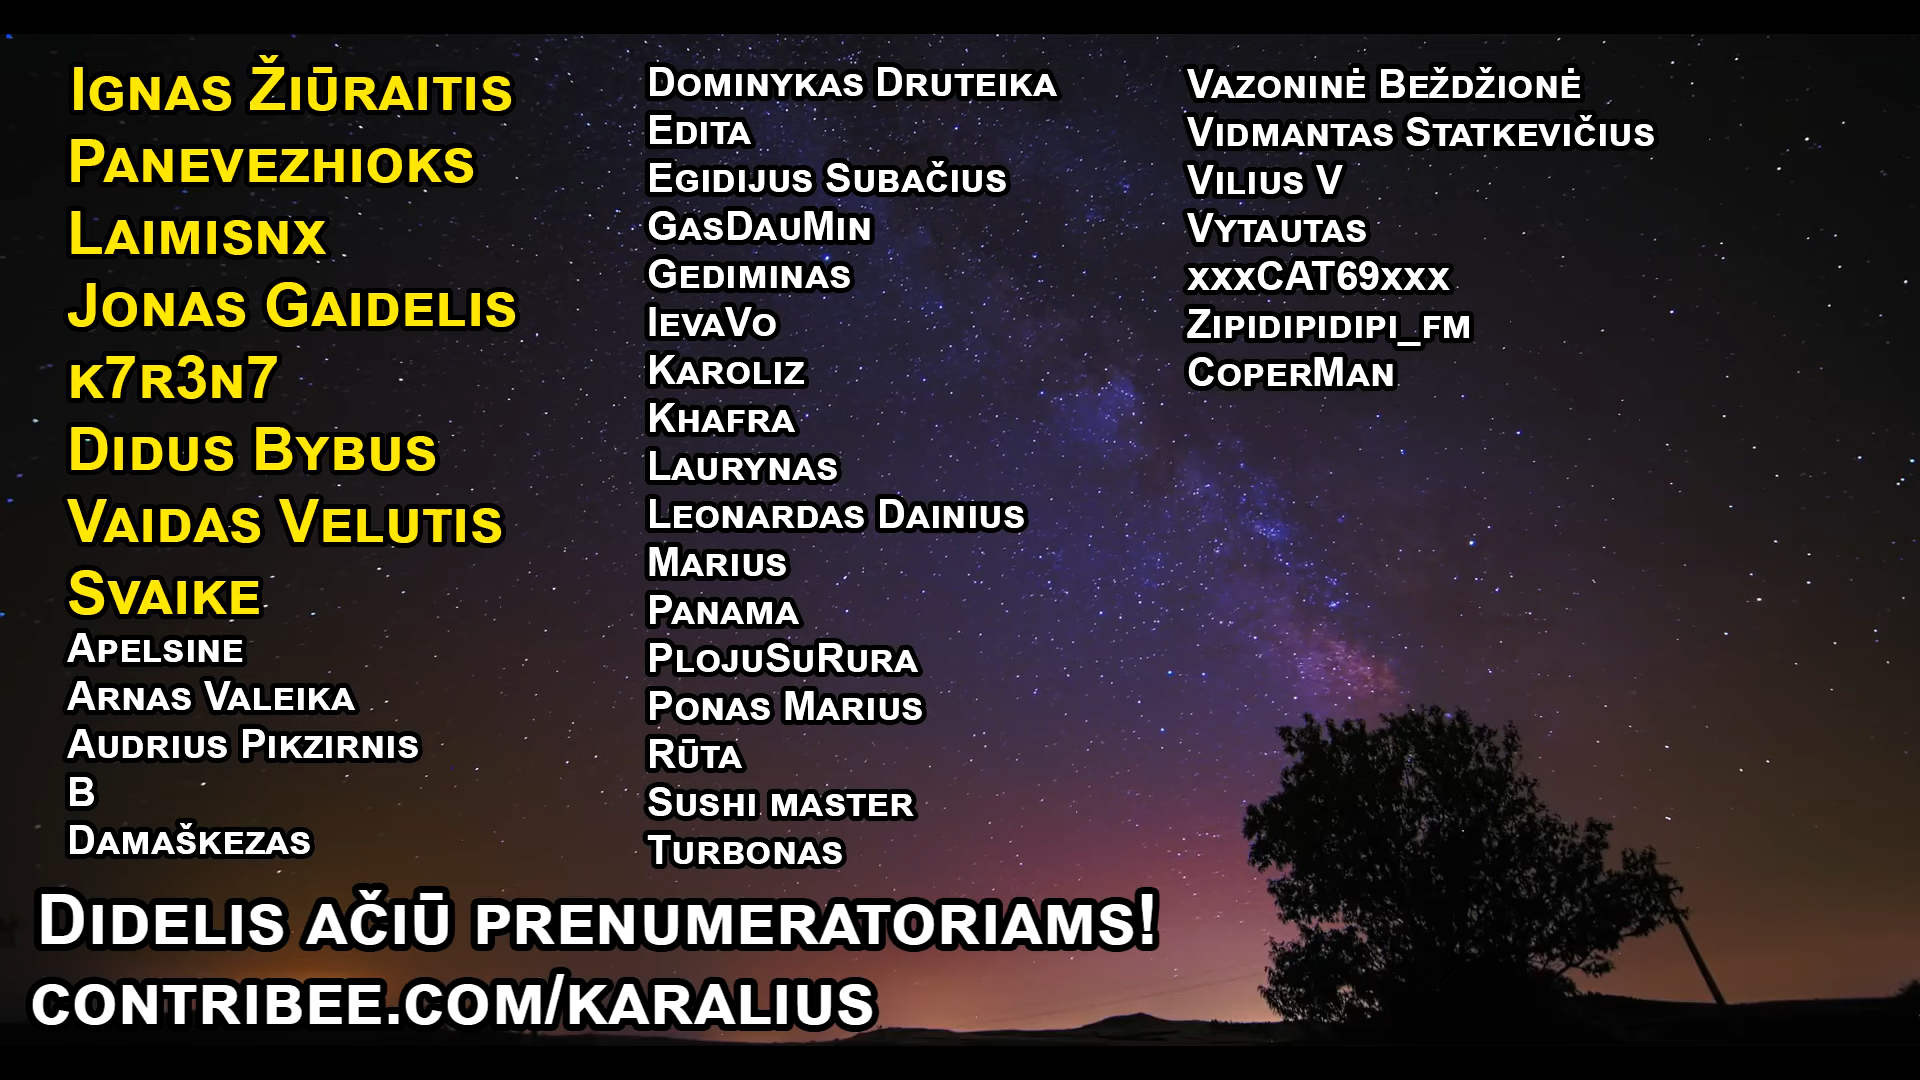 Ignas Žiūraitis
Panevezhioks
Laimisnx
Jonas Gaidelis
k7r3n7
Didus Bybus
Vaidas Velutis
Svaike
Apelsine
Arnas Valeika
Audrius Pikzirnis
B
Damaškezas
Dominykas Druteika
Edita
Egidijus Subačius
GasDauMin
Gediminas
IevaVo
Karoliz
Khafra
Laurynas
Leonardas Dainius
Marius
Panama
PlojuSuRura
Ponas Marius
Rūta
Sushi master
Turbonas
Vazoninė Beždžionė
Vidmantas Statkevičius
Vilius V
Vytautas
xxxCAT69xxx
Zipidipidipi_fm
CoperMan
Didelis ačiū prenumeratoriams!
contribee.com/karalius